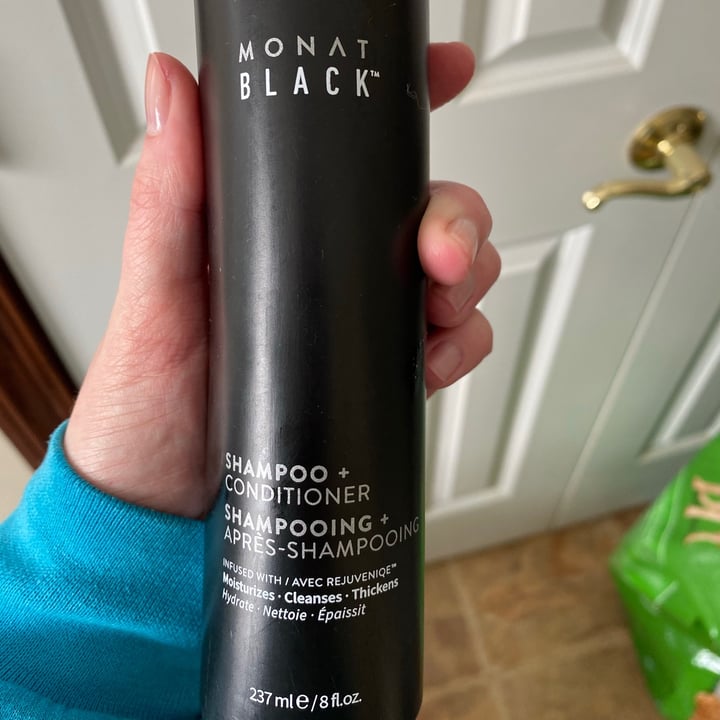 MONAT
BLACK™
SHAMPOO +
CONDITIONER
SHAMPOOING +
APRÈS-SHAMPOOING
INFUSED WITH / AVEC REJUVENIQE™
Moisturizes · Cleanses · Thickens
Hydrate · Nettoie · Épaissit
237 ml ℮ / 8 fl.oz.